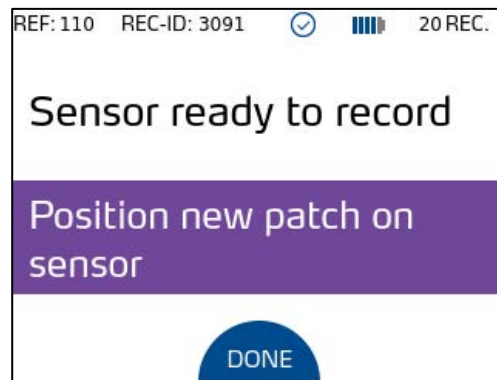 REF: 110 REC-ID: 3091 20 REC.
Sensor ready to record
Position new patch on
sensor
DONE